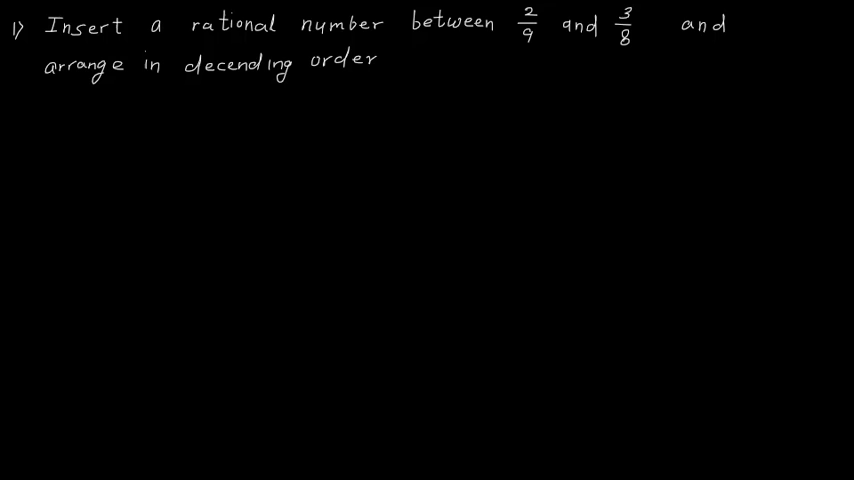 1) Insert a rational number between 2/9 and 3/8 and
arrange in decending order